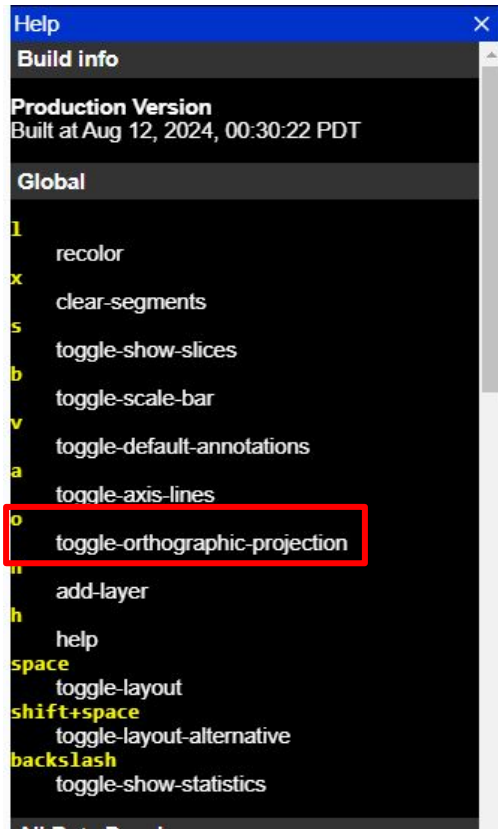 Help
Build info
Production Version
Built at Aug 12, 2024, 00:30:22 PDT
Global
l
recolor
x
clear-segments
s
toggle-show-slices
b
toggle-scale-bar
v
toggle-default-annotations
a
toggle-axis-lines
o
toggle-orthographic-projection
n
add-layer
h
help
space
toggle-layout
shift+space
toggle-layout-alternative
backslash
toggle-show-statistics